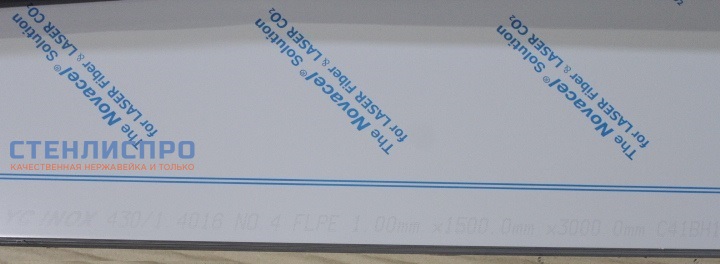 The Novacel® Solution
for LASER Fiber & LASER CO₂
The Novacel® Solution
for LASER Fiber & LASER CO₂
The Novacel® Solution
for LASER Fiber & LASER CO₂
СТЕНЛИСПРО
КАЧЕСТВЕННАЯ НЕРЖАВЕЙКА И ТОЛЬКО
YC INOX 430/1.4016 NO.4 FLPE 1.00mm x1500.0mm x3000.0mm